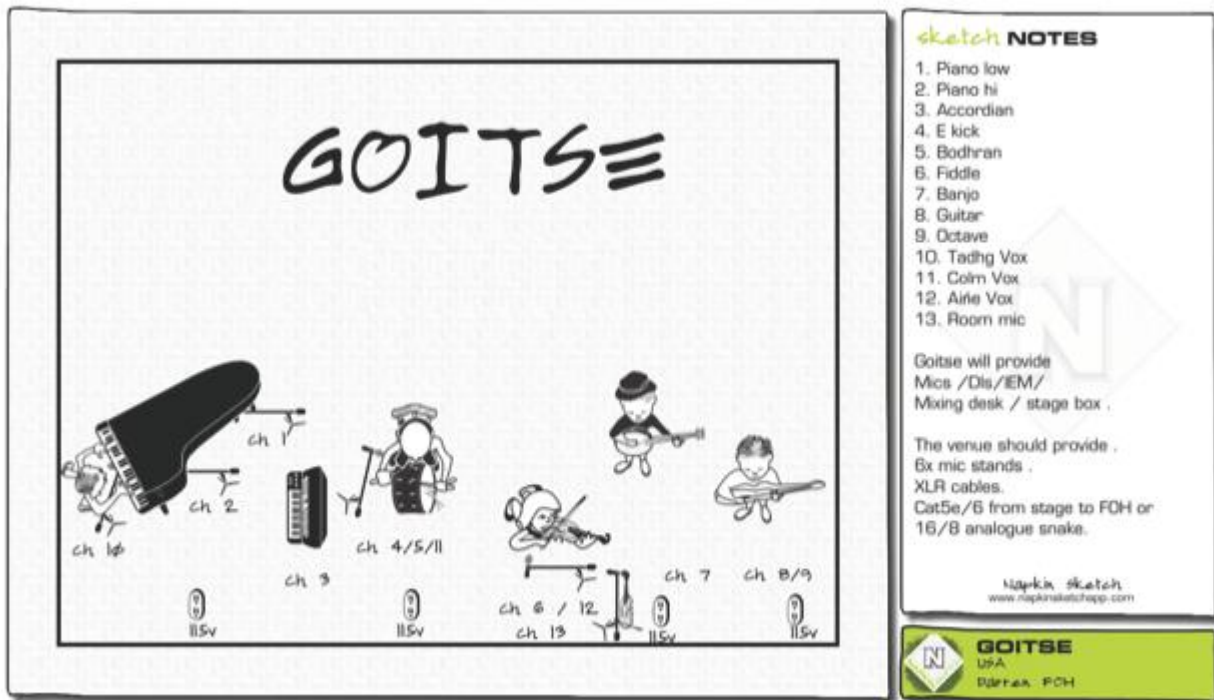 GOITSE
ch 1
ch 2
ch 10
ch 3
ch 4/5/11
ch 6 / 12
ch 13
ch 7
ch 8/9
115v
115v
115v
115v
sketch NOTES
1. Piano low
2. Piano hi
3. Accordian
4. E kick
5. Bodhran
6. Fiddle
7. Banjo
8. Guitar
9. Octave
10. Tadhg Vox
11. Colm Vox
12. Aine Vox
13. Room mic
Goitse will provide
Mics /DIs/IEM/
Mixing desk / stage box .
The venue should provide .
6x mic stands .
XLR cables.
Cat5e/6 from stage to FOH or
16/8 analogue snake.
Napkin Sketch
www.napkinsketchapp.com
N
GOITSE
USA
Darren FOH